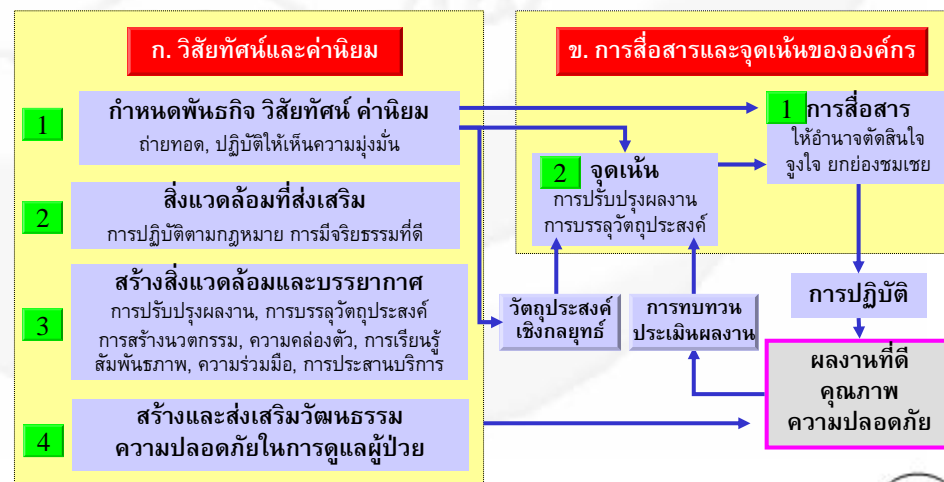 ก. วิสัยทัศน์และค่านิยม
1
กำหนดพันธกิจ วิสัยทัศน์ ค่านิยม
ถ่ายทอด, ปฏิบัติให้เห็นความมุ่งมั่น
2
สิ่งแวดล้อมที่ส่งเสริม
การปฏิบัติตามกฎหมาย การมีจริยธรรมที่ดี
3
สร้างสิ่งแวดล้อมและบรรยากาศ
การปรับปรุงผลงาน, การบรรลุวัตถุประสงค์
การสร้างนวตกรรม, ความคล่องตัว, การเรียนรู้
สัมพันธภาพ, ความร่วมมือ, การประสานบริการ
4
สร้างและส่งเสริมวัฒนธรรม
ความปลอดภัยในการดูแลผู้ป่วย
ข. การสื่อสารและจุดเน้นขององค์กร
1 การสื่อสาร
ให้อำนาจตัดสินใจ
จูงใจ ยกย่องชมเชย
2 จุดเน้น
การปรับปรุงผลงาน
การบรรลุวัตถุประสงค์
วัตถุประสงค์
เชิงกลยุทธ์
การทบทวน
ประเมินผลงาน
การปฏิบัติ
ผลงานที่ดี
คุณภาพ
ความปลอดภัย